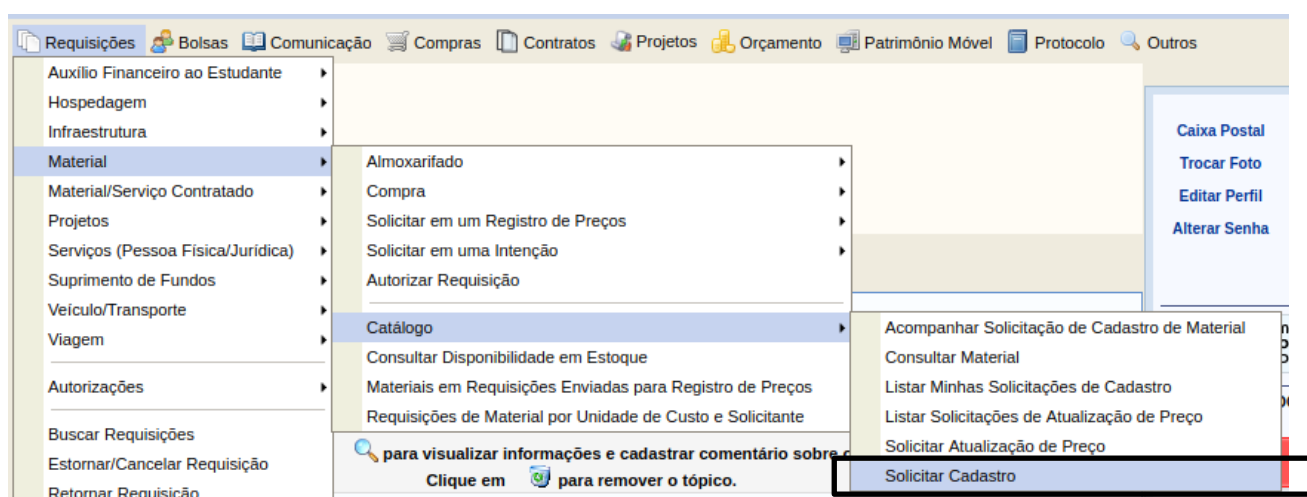 Requisições Bolsas Comunicação Compras Contratos Projetos Orçamento Patrimônio Móvel Protocolo Outros
Auxílio Financeiro ao Estudante
Hospedagem
Infraestrutura
Material
Material/Serviço Contratado
Projetos
Serviços (Pessoa Física/Jurídica)
Suprimento de Fundos
Veículo/Transporte
Viagem
Autorizações
Buscar Requisições
Estornar/Cancelar Requisição
Retornar Requisição
Almoxarifado
Compra
Solicitar em um Registro de Preços
Solicitar em uma Intenção
Autorizar Requisição
Catálogo
Consultar Disponibilidade em Estoque
Materiais em Requisições Enviadas para Registro de Preços
Requisições de Material por Unidade de Custo e Solicitante
Acompanhar Solicitação de Cadastro de Material
Consultar Material
Listar Minhas Solicitações de Cadastro
Listar Solicitações de Atualização de Preço
Solicitar Atualização de Preço
Solicitar Cadastro
Caixa Postal
Trocar Foto
Editar Perfil
Alterar Senha
para visualizar informações e cadastrar comentário sobre
Clique em para remover o tópico.